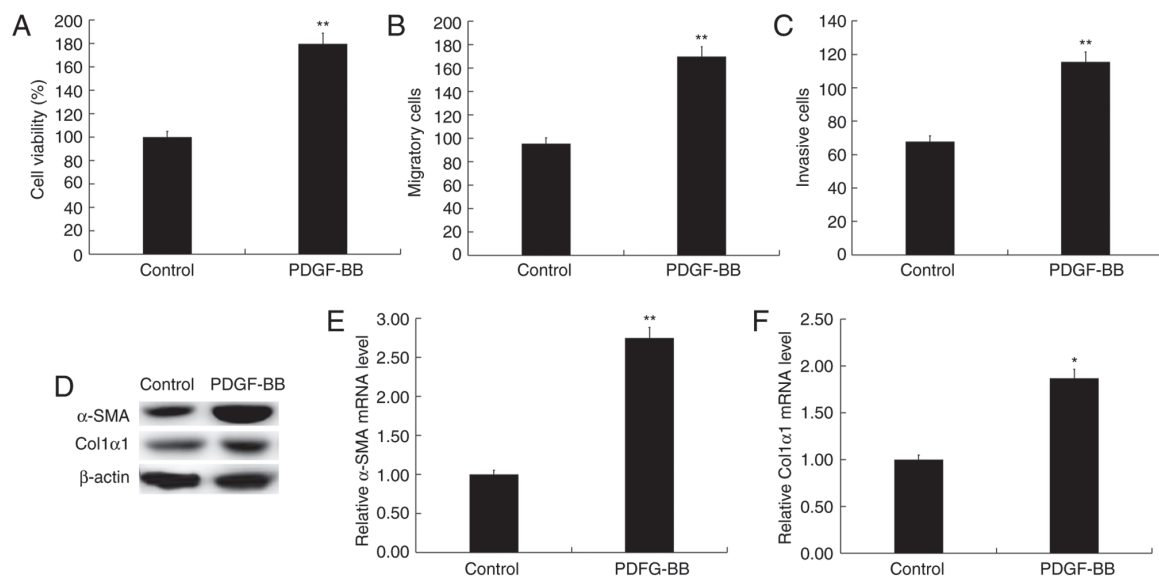 A
Cell viability (%)
200
180
160
140
120
100
80
60
40
20
0
**
Control
PDGF-BB
B
Migratory cells
200
180
160
140
120
100
80
60
40
20
0
**
Control
PDGF-BB
C
Invasive cells
140
120
100
80
60
40
20
0
**
Control
PDGF-BB
D
Control PDGF-BB
α-SMA
Col1α1
β-actin
E
Relative α-SMA mRNA level
3.00
2.50
2.00
1.50
1.00
0.50
0.00
**
Control
PDFG-BB
F
Relative Col1α1 mRNA level
2.50
2.00
1.50
1.00
0.50
0.00
*
Control
PDGF-BB